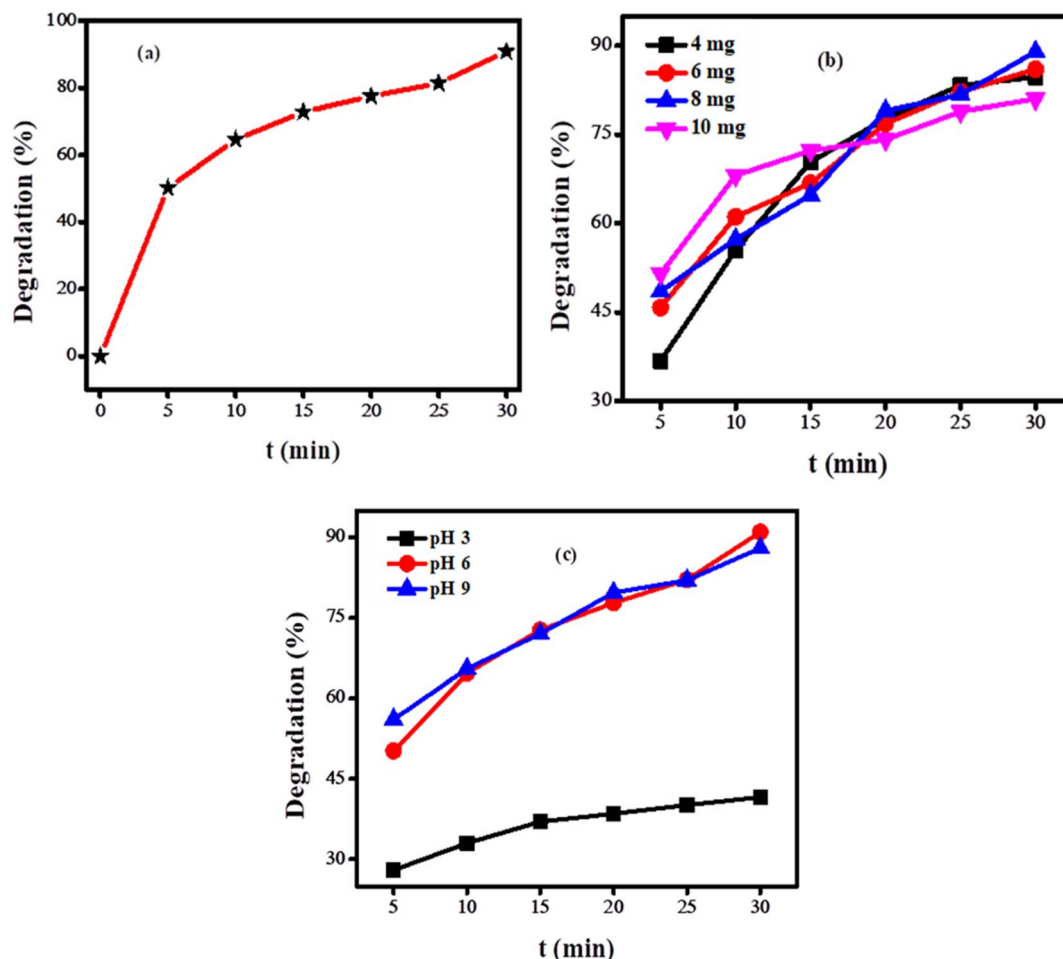 (a)
Degradation (%)
100
80
60
40
20
0
0 5 10 15 20 25 30
t (min)
(b)
4 mg
6 mg
8 mg
10 mg
Degradation (%)
90
75
60
45
30
5 10 15 20 25 30
t (min)
(c)
pH 3
pH 6
pH 9
Degradation (%)
90
75
60
45
30
5 10 15 20 25 30
t (min)